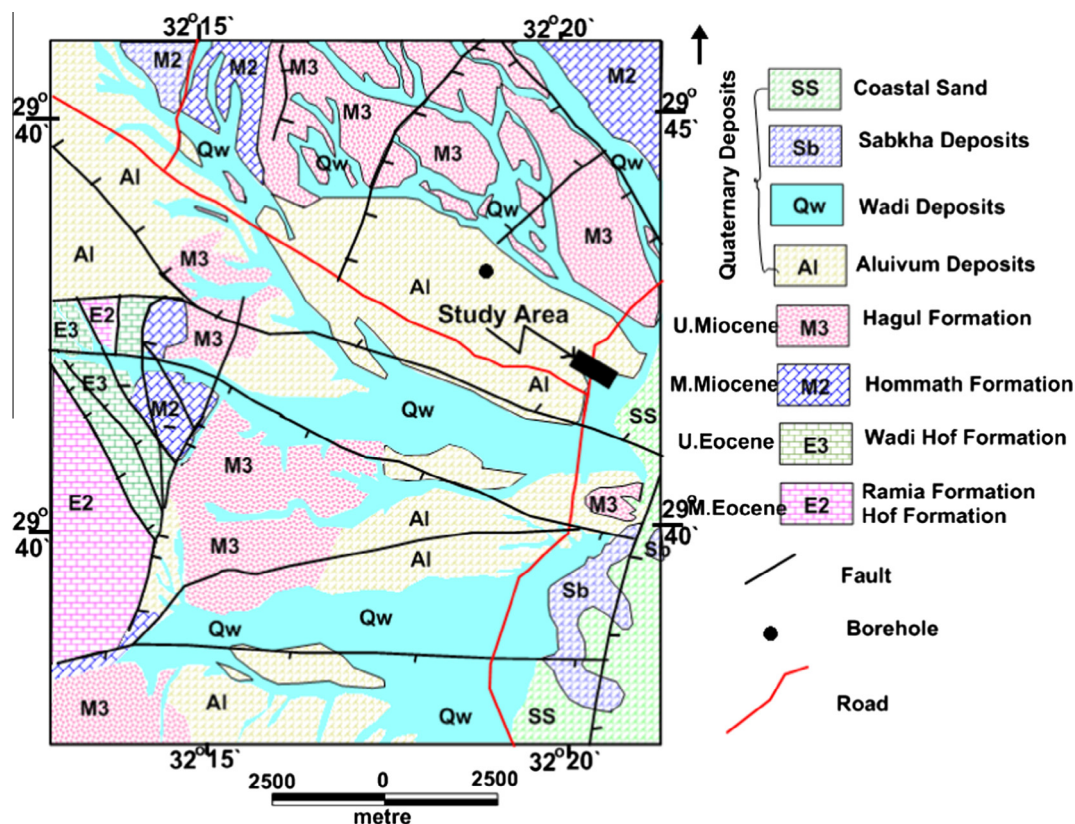 32°15` 32°20`
M2 M2 M3 M2
29° 40`
29° 45`
M3
Qw Qw M3 Qw
Al Qw
M3
M3
Al
Al
Study Area
E2
E3 M3
E3
M2
Al
Qw
SS
M3
E2
M3
Al
M3
Al
29° 40`
29° 40`
Sb
Sb
Qw Qw
M3 Al
Qw
SS
32°15` 32°20`
2500 0 2500
metre
Quaternary Deposits
SS Coastal Sand
Sb Sabkha Deposits
Qw Wadi Deposits
Al Aluivum Deposits
U.Miocene M3 Hagul Formation
M.Miocene M2 Hommath Formation
U.Eocene E3 Wadi Hof Formation
M.Eocene E2 Ramia Formation
Hof Formation
Fault
Borehole
Road